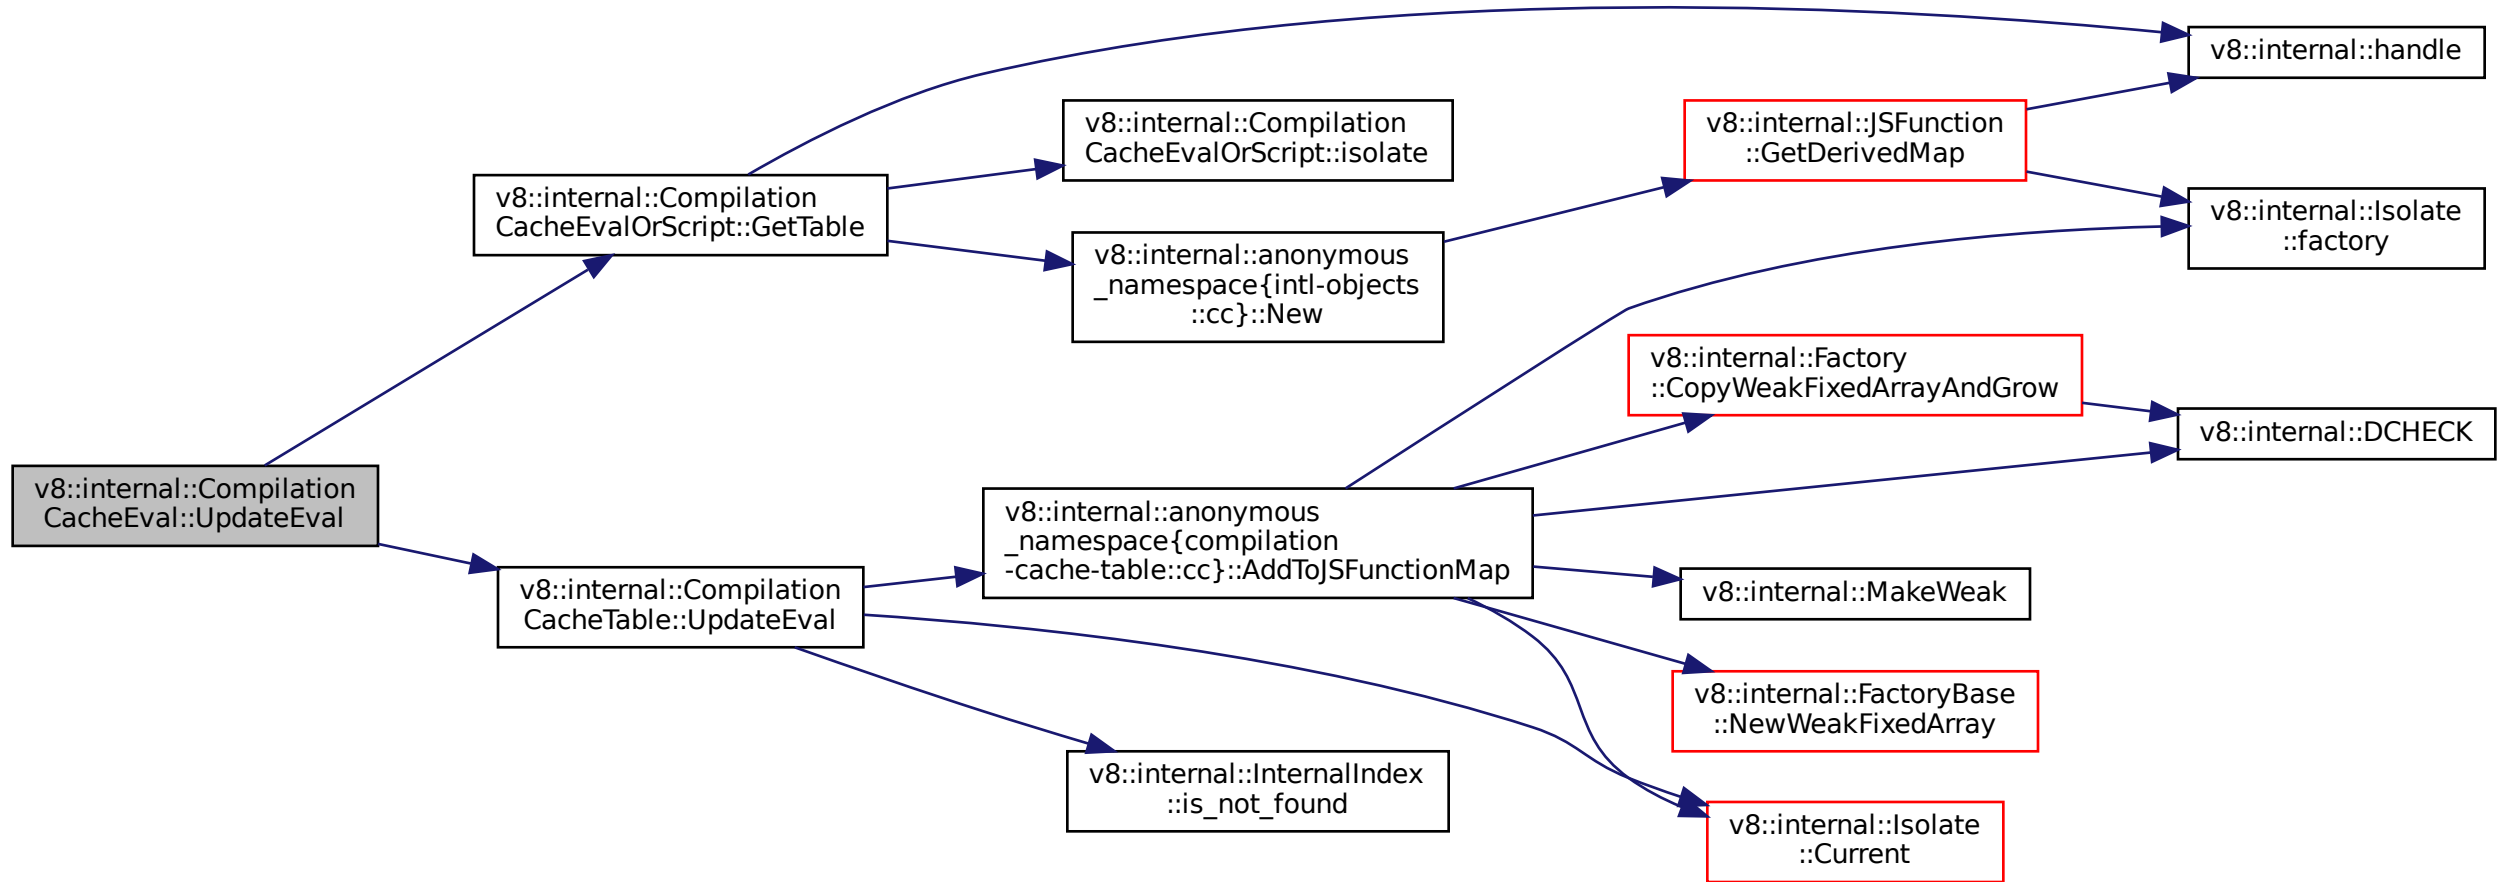 v8::internal::Compilation
CacheEval::UpdateEval
v8::internal::Compilation
CacheEvalOrScript::GetTable
v8::internal::Compilation
CacheTable::UpdateEval
v8::internal::Compilation
CacheEvalOrScript::isolate
v8::internal::anonymous
_namespace{intl-objects
::cc}::New
v8::internal::anonymous
_namespace{compilation
-cache-table::cc}::AddToJSFunctionMap
v8::internal::InternalIndex
::is_not_found
v8::internal::JSFunction
::GetDerivedMap
v8::internal::Factory
::CopyWeakFixedArrayAndGrow
v8::internal::MakeWeak
v8::internal::FactoryBase
::NewWeakFixedArray
v8::internal::Isolate
::Current
v8::internal::handle
v8::internal::Isolate
::factory
v8::internal::DCHECK